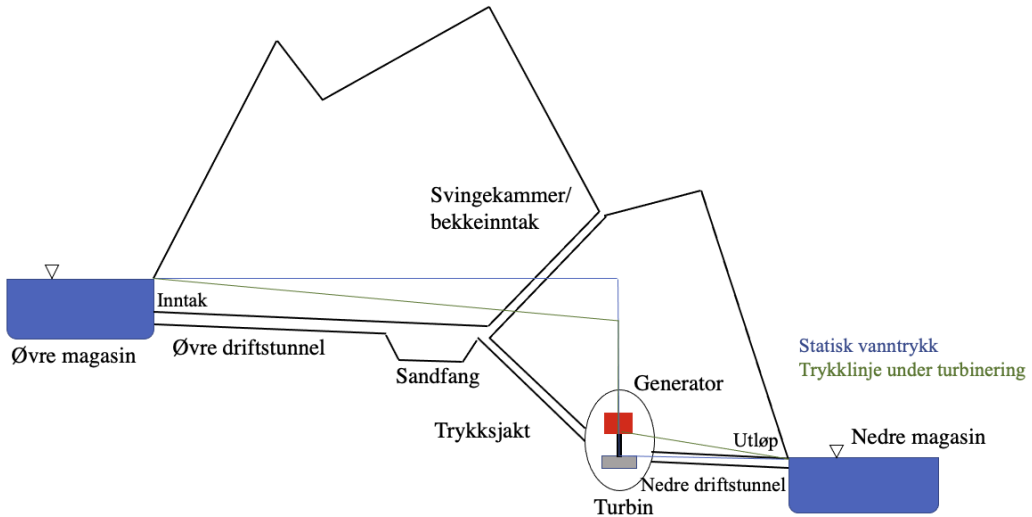 Svingekammer/
bekkeinntak
Inntak
Øvre magasin
Øvre driftstunnel
Sandfang
Statisk vanntrykk
Trykklinje under turbinering
Generator
Trykksjakt
Utløp
Nedre magasin
Nedre driftstunnel
Turbin